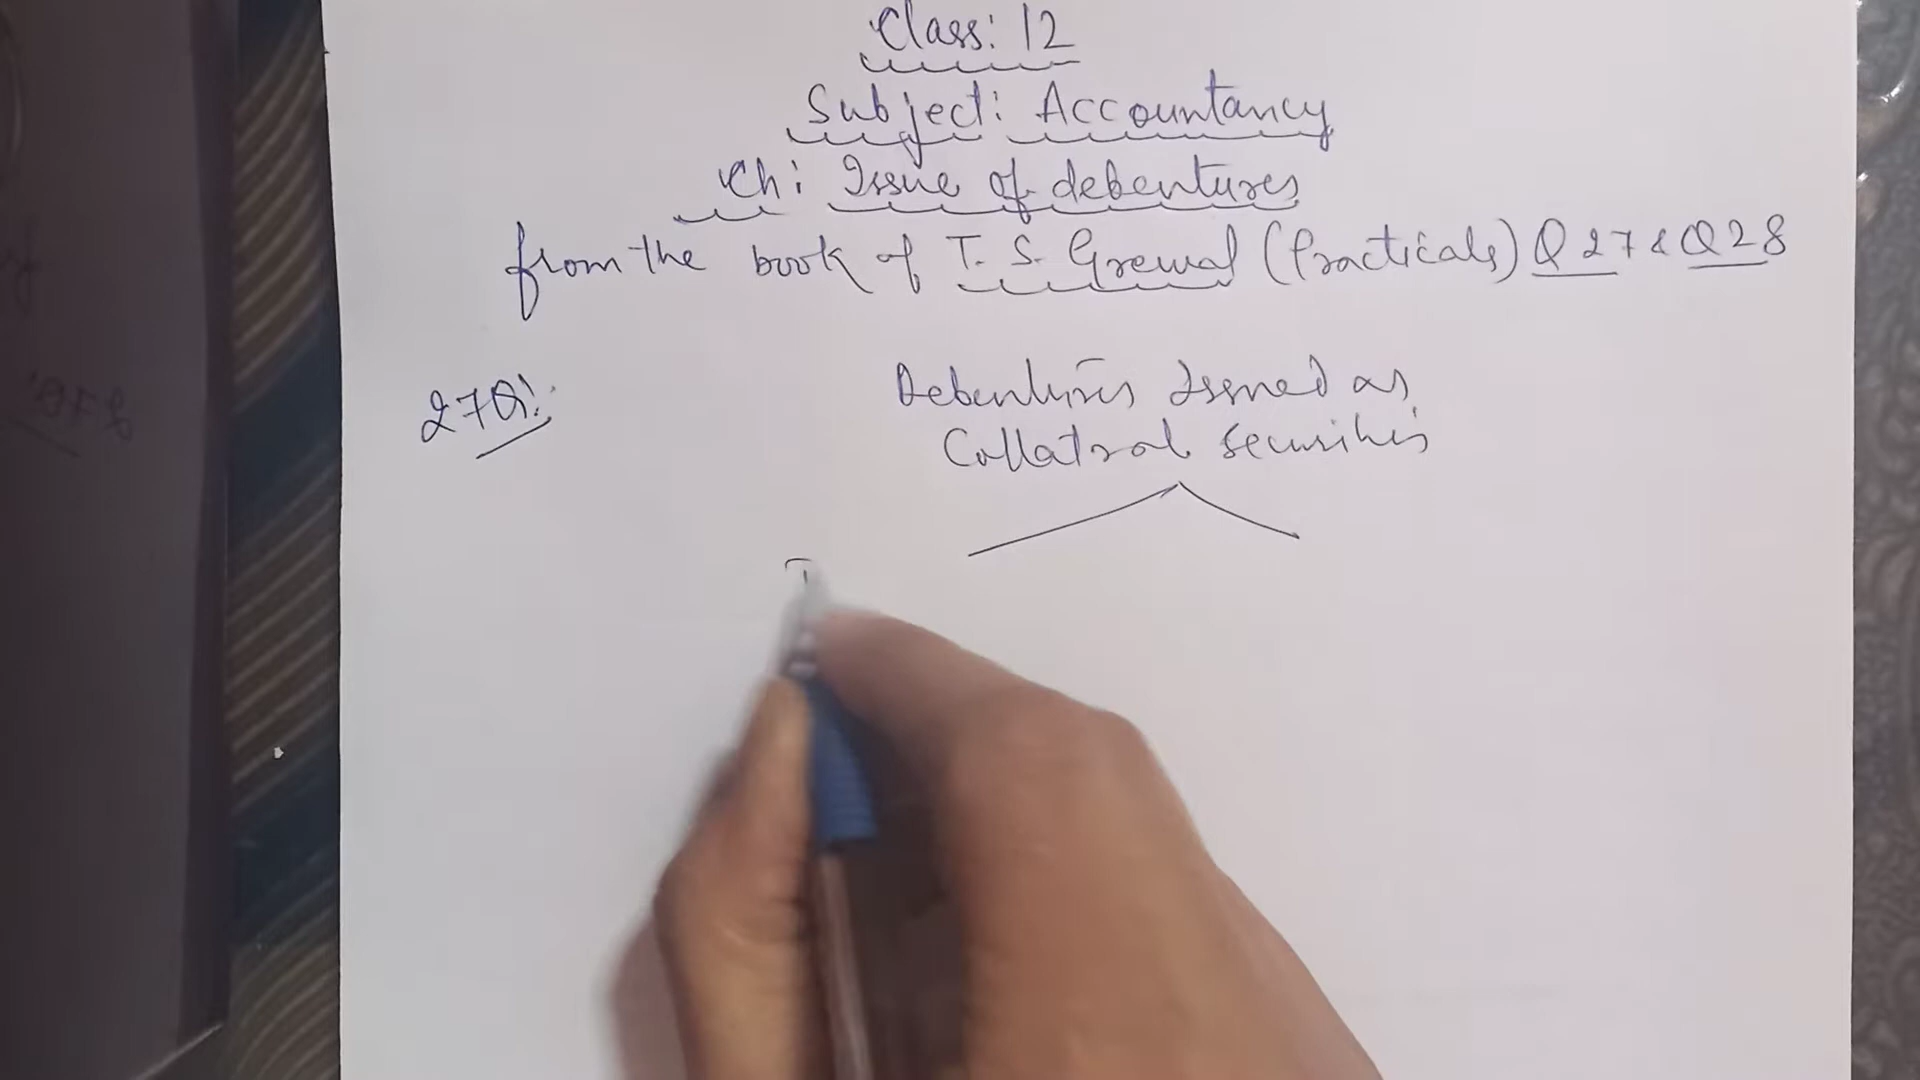 Class: 12
Subject: Accountancy
Ch: Issue of debentures
from the book of T. S. Grewal (Practicals) Q 27 & Q 28
27Q!:
Debentures Issued as
Collatral securities